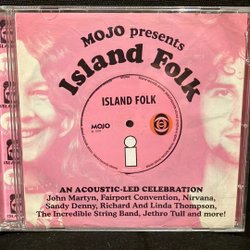 MOJO presents
Island Folk
ISLAND FOLK
MOJO
i
AN ACOUSTIC-LED CELEBRATION
John Martyn, Fairport Convention, Nirvana,
Sandy Denny, Richard And Linda Thompson,
The Incredible String Band, Jethro Tull and more!